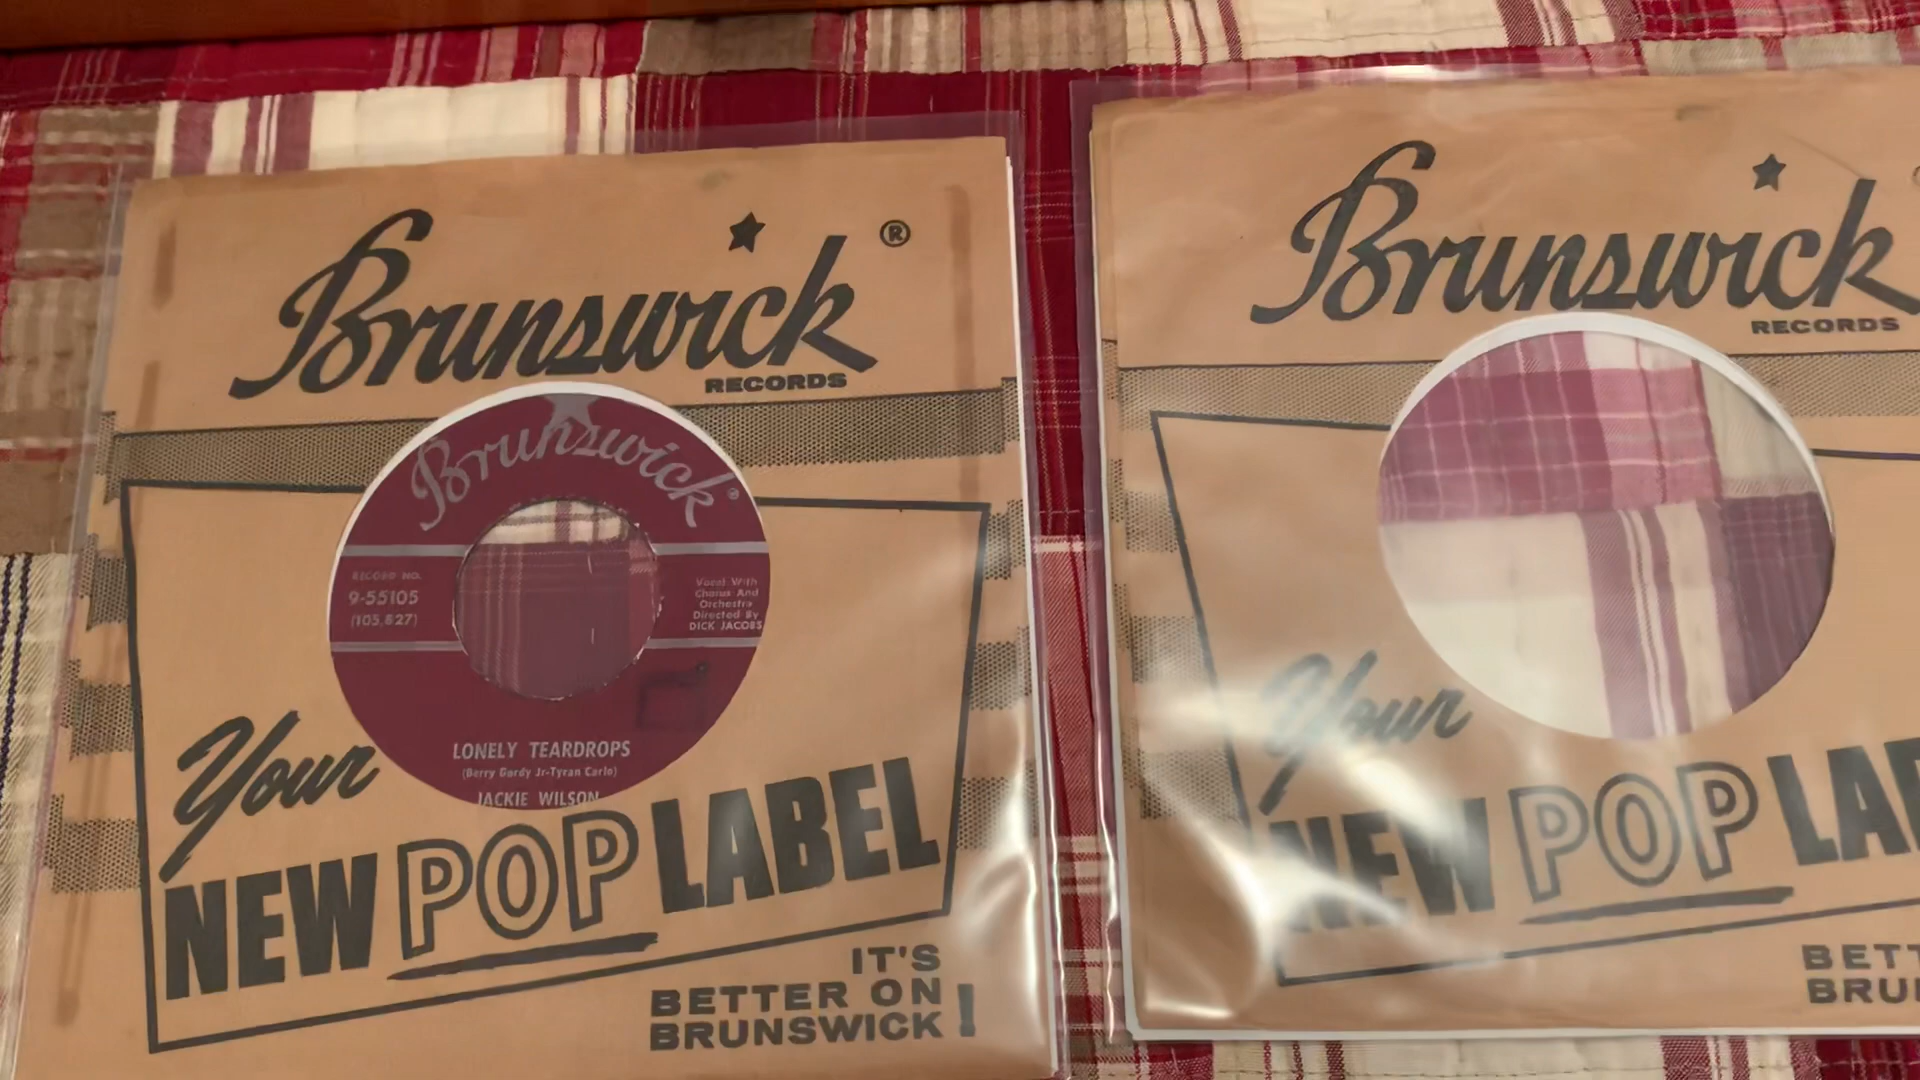 Brunswick ®
RECORDS
Brunswick ®
RECORD NO.
9-55105
(105,827)
Vocal With
Chorus And
Orchestra
Directed By
DICK JACOBS
LONELY TEARDROPS
(Berry Gordy Jr-Tyran Carlo)
JACKIE WILSON
Your
NEW POP LABEL
IT'S
BETTER ON
BRUNSWICK!
Brunswick
RECORDS
Your
NEW POP LAB
BETT
BRU